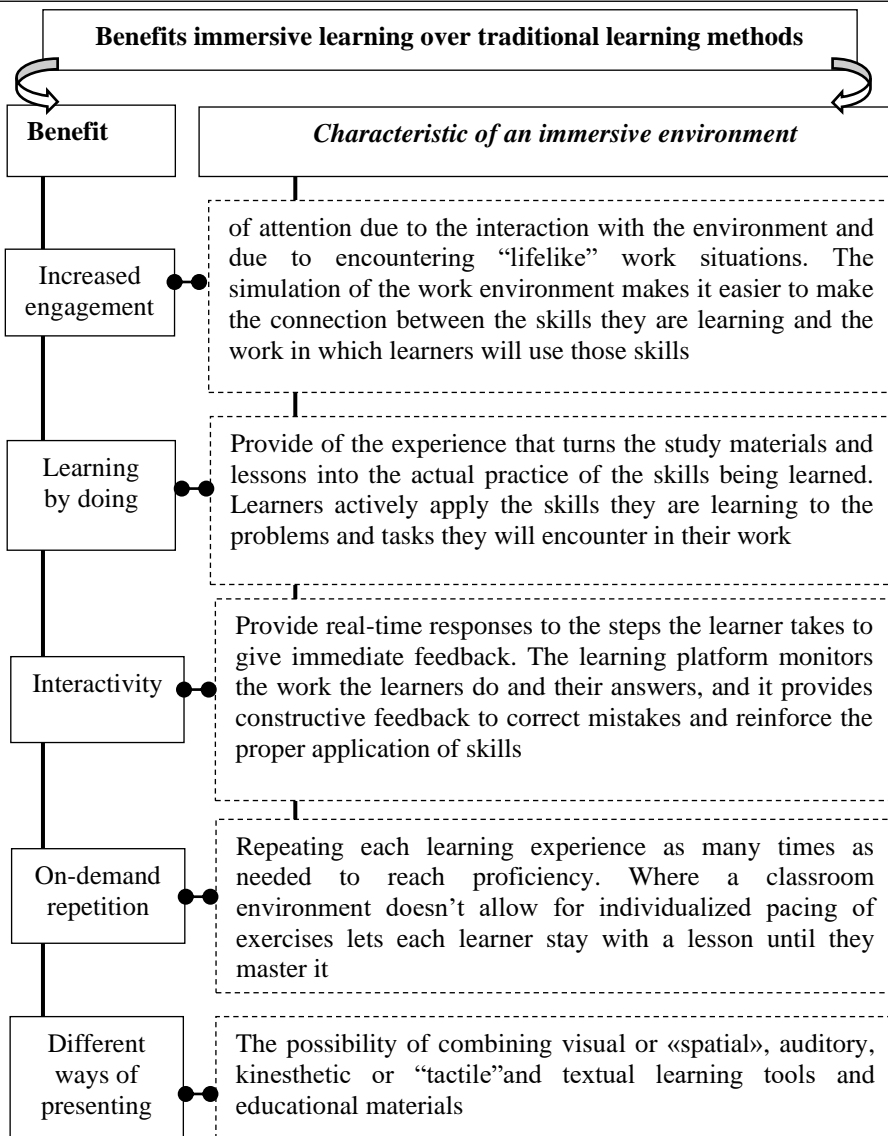 Benefits immersive learning over traditional learning methods
Benefit
Characteristic of an immersive environment
Increased
engagement
of attention due to the interaction with the environment and
due to encountering “lifelike” work situations. The
simulation of the work environment makes it easier to make
the connection between the skills they are learning and the
work in which learners will use those skills
Learning
by doing
Provide of the experience that turns the study materials and
lessons into the actual practice of the skills being learned.
Learners actively apply the skills they are learning to the
problems and tasks they will encounter in their work
Interactivity
Provide real-time responses to the steps the learner takes to
give immediate feedback. The learning platform monitors
the work the learners do and their answers, and it provides
constructive feedback to correct mistakes and reinforce the
proper application of skills
On-demand
repetition
Repeating each learning experience as many times as
needed to reach proficiency. Where a classroom
environment doesn’t allow for individualized pacing of
exercises lets each learner stay with a lesson until they
master it
Different
ways of
presenting
The possibility of combining visual or «spatial», auditory,
kinesthetic or “tactile”and textual learning tools and
educational materials